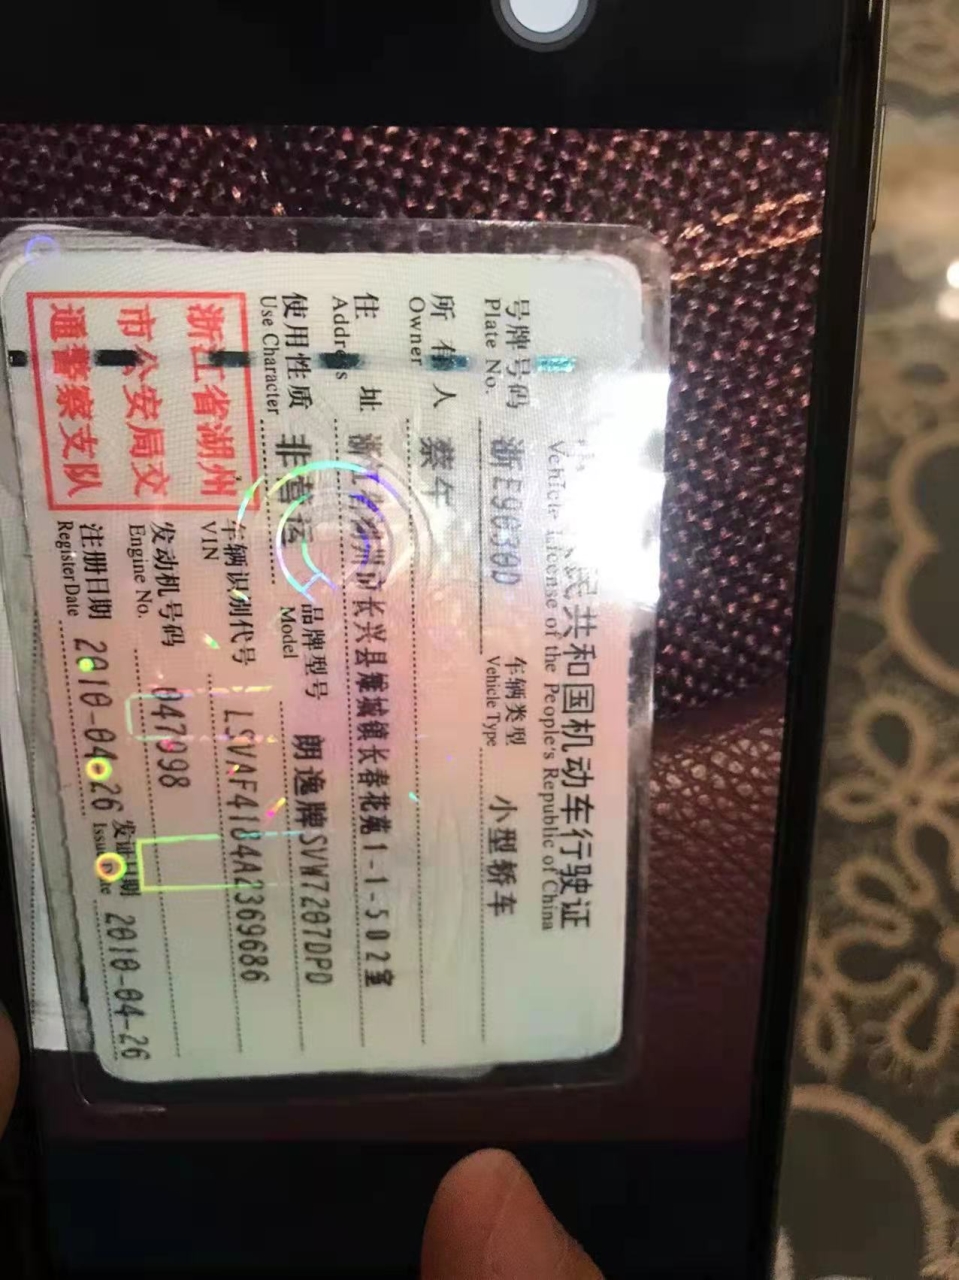 民共和国机动车行驶证
Vehicle License of the People's Republic of China
号牌号码 浙E9030D 车辆类型 小型轿车
Plate No. Vehicle Type
所有人 蔡午
Owner
住址 浙江省湖州市长兴县雉城镇长春花苑1-1-502室
Address
使用性质 非营运 品牌型号 朗逸牌SVW7207DPD
Use Character Model
浙江省湖州
市公安局交
通警察支队
车辆识别代号 LSVAF4184A2369686
VIN
发动机号码 047998
Engine No.
注册日期 2010-04-26 发证日期 2010-04-26
Register Date Issue Date